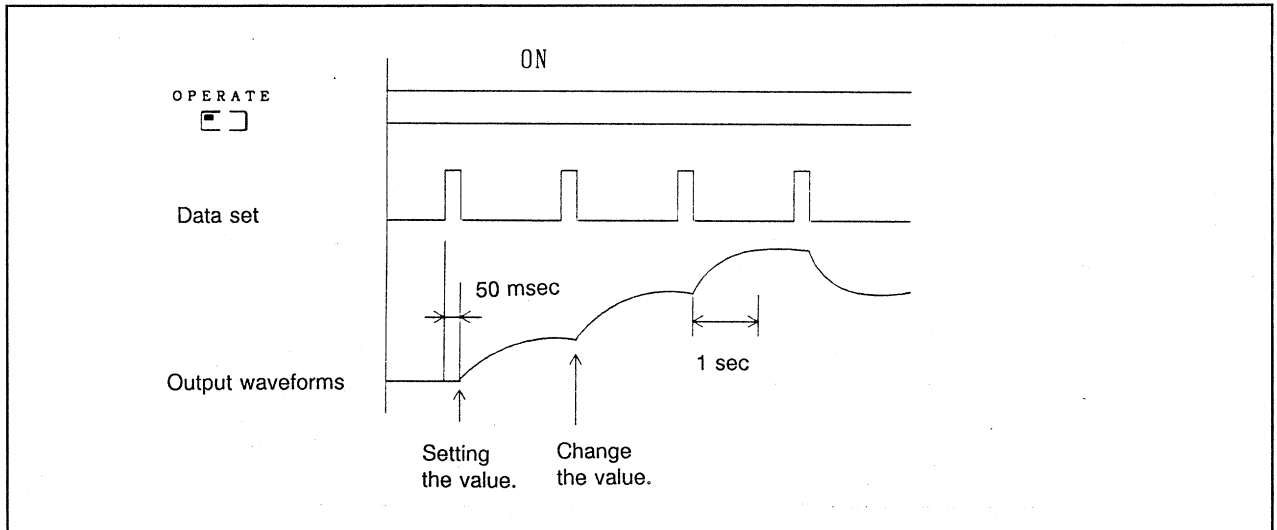 ON
OPERATE
Data set
50 msec
1 sec
Output waveforms
Setting
the value.
Change
the value.